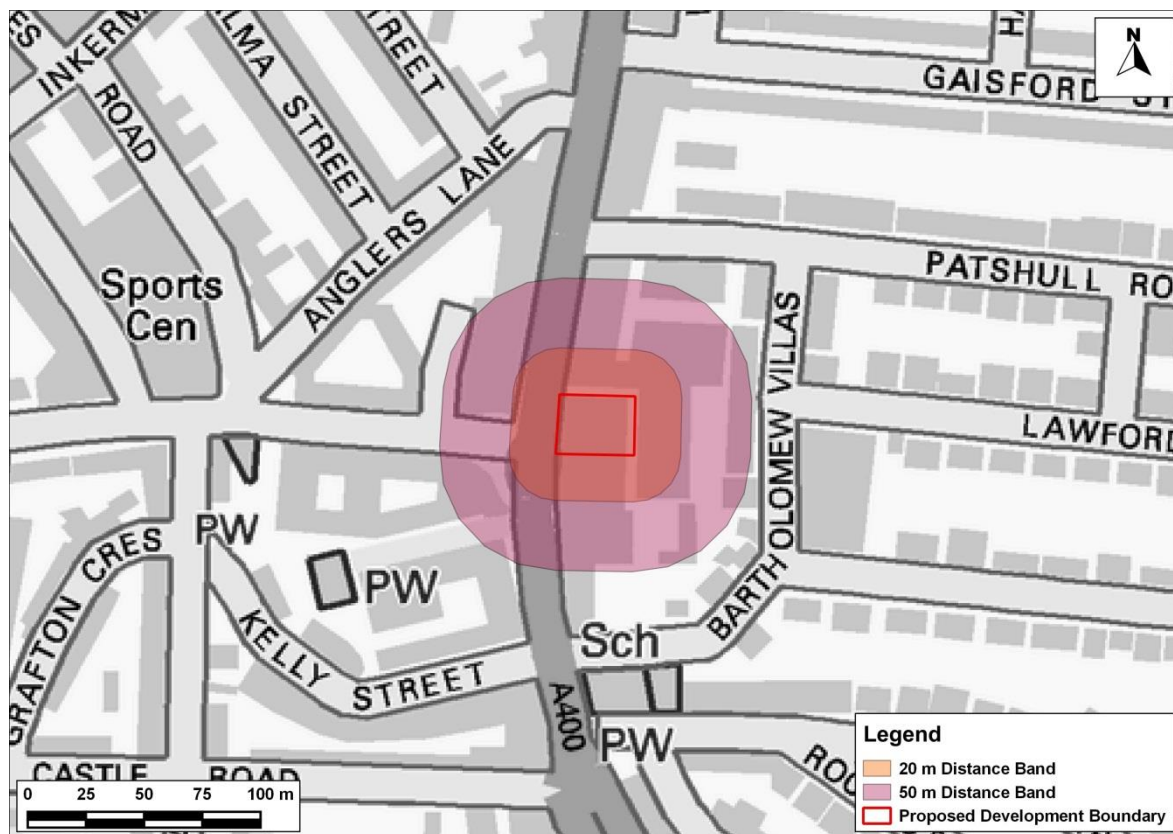 N
INKERM
ROAD
STREET
STREET
GAISFORD ST
ANGLERS LANE
PATSHULL RO
Sports
Cen
BARTHOLOMEW VILLAS
LAWFORD
PW
GRAFTON CRES
PW
KELLY STREET
Sch
A400
PW
CASTLE ROAD
0 25 50 75 100 m
Legend
20 m Distance Band
50 m Distance Band
Proposed Development Boundary